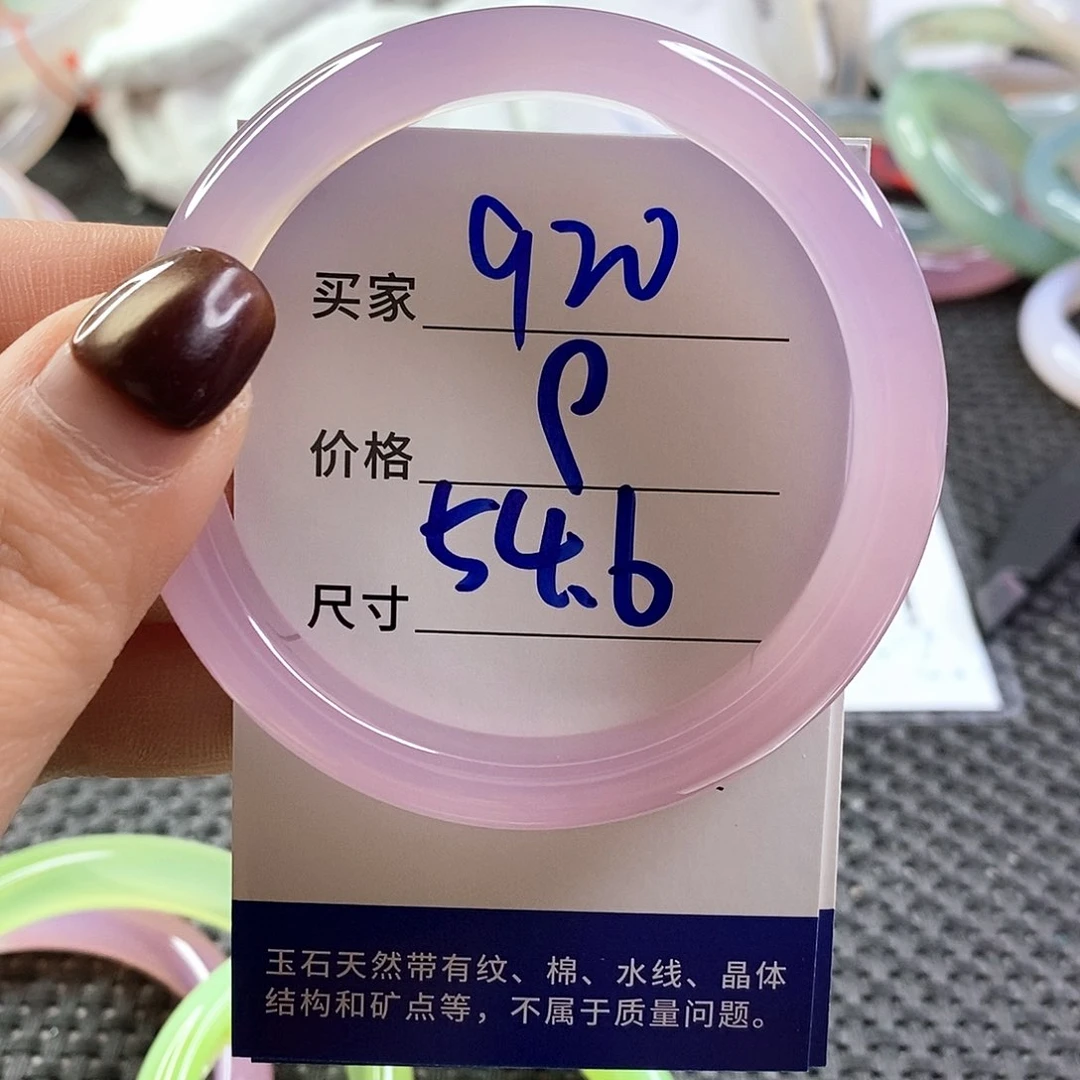 买家 920
价格 P
尺寸 54.6
玉石天然带有纹、棉、水线、晶体
结构和矿点等，不属于质量问题。